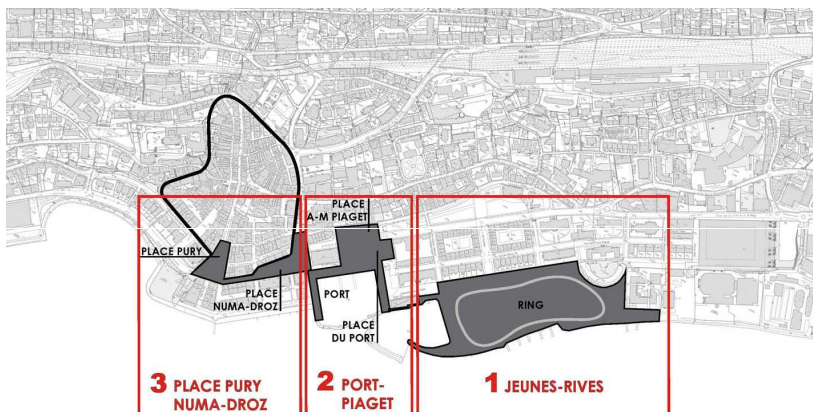 PLACE
A-M PIAGET
PLACE PURY
PLACE
NUMA-DROZ
PORT
PLACE
DU PORT
RING
3 PLACE PURY
NUMA-DROZ
2 PORT-
PIAGET
1 JEUNES-RIVES